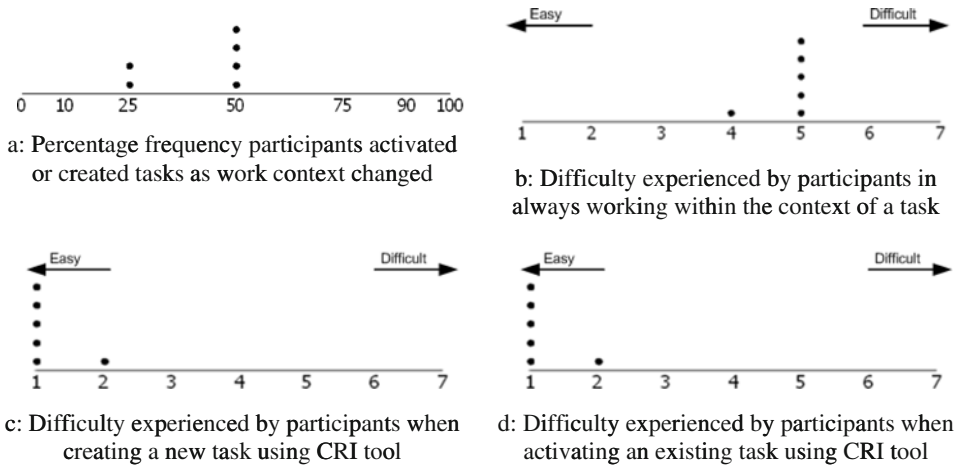 0 10 25 50 75 90 100
a: Percentage frequency participants activated
or created tasks as work context changed
Easy Difficult
1 2 3 4 5 6 7
b: Difficulty experienced by participants in
always working within the context of a task
Easy Difficult
1 2 3 4 5 6 7
c: Difficulty experienced by participants when
creating a new task using CRI tool
Easy Difficult
1 2 3 4 5 6 7
d: Difficulty experienced by participants when
activating an existing task using CRI tool